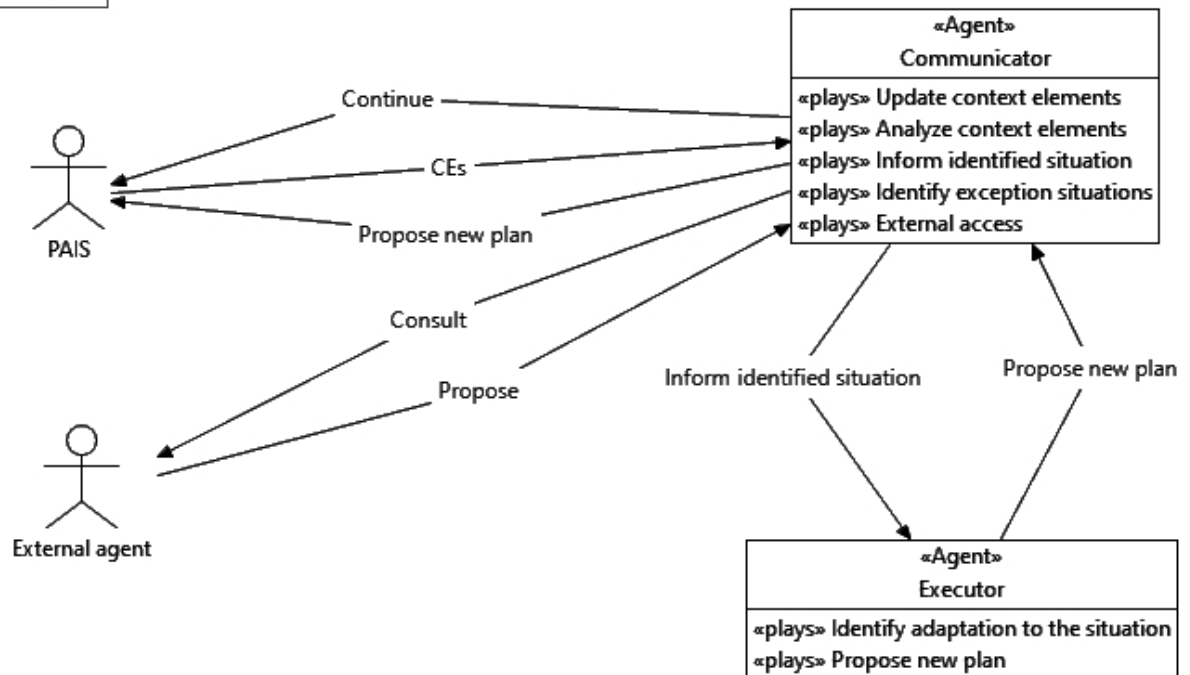 «Agent»
Communicator
«plays» Update context elements
«plays» Analyze context elements
«plays» Inform identified situation
«plays» Identify exception situations
«plays» External access
Continue
CEs
Propose new plan
PAIS
Consult
Propose
Inform identified situation
Propose new plan
External agent
«Agent»
Executor
«plays» Identify adaptation to the situation
«plays» Propose new plan